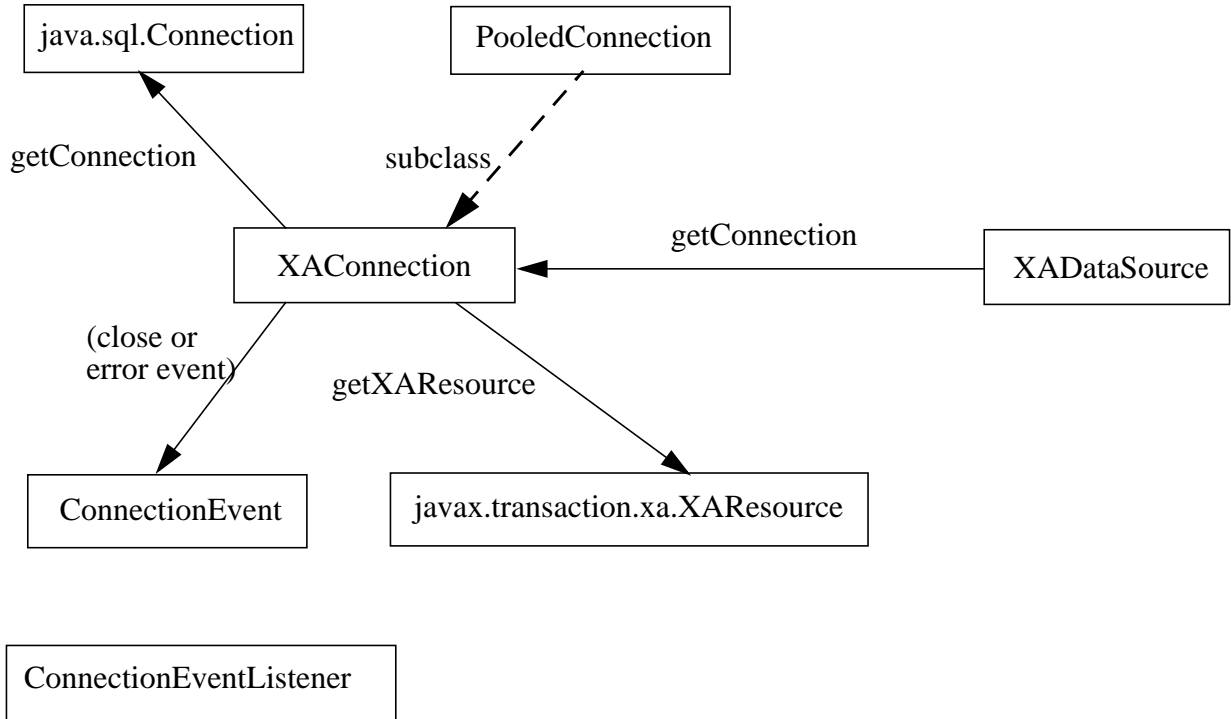 java.sql.Connection
PooledConnection
getConnection
subclass
getConnection
XAConnection
XADataSource
(close or
error event)
getXAResource
ConnectionEvent
javax.transaction.xa.XAResource
ConnectionEventListener